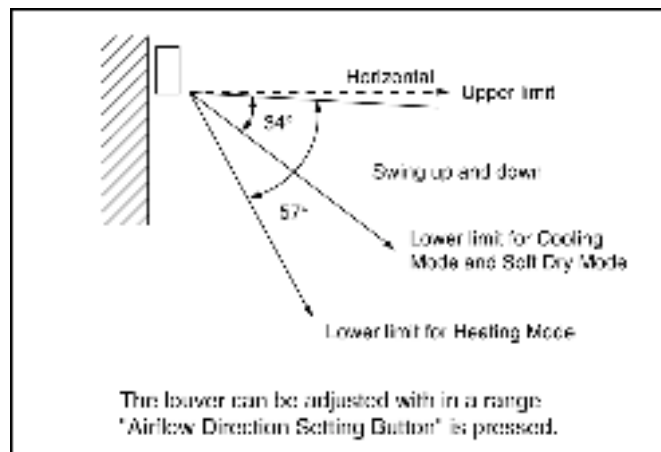 Horizontal
Upper limit
34°
Swing up and down
57°
Lower limit for Cooling
Mode and Soft Dry Mode
Lower limit for Heating Mode
The louver can be adjusted with in a range
"Airflow Direction Setting Button" is pressed.